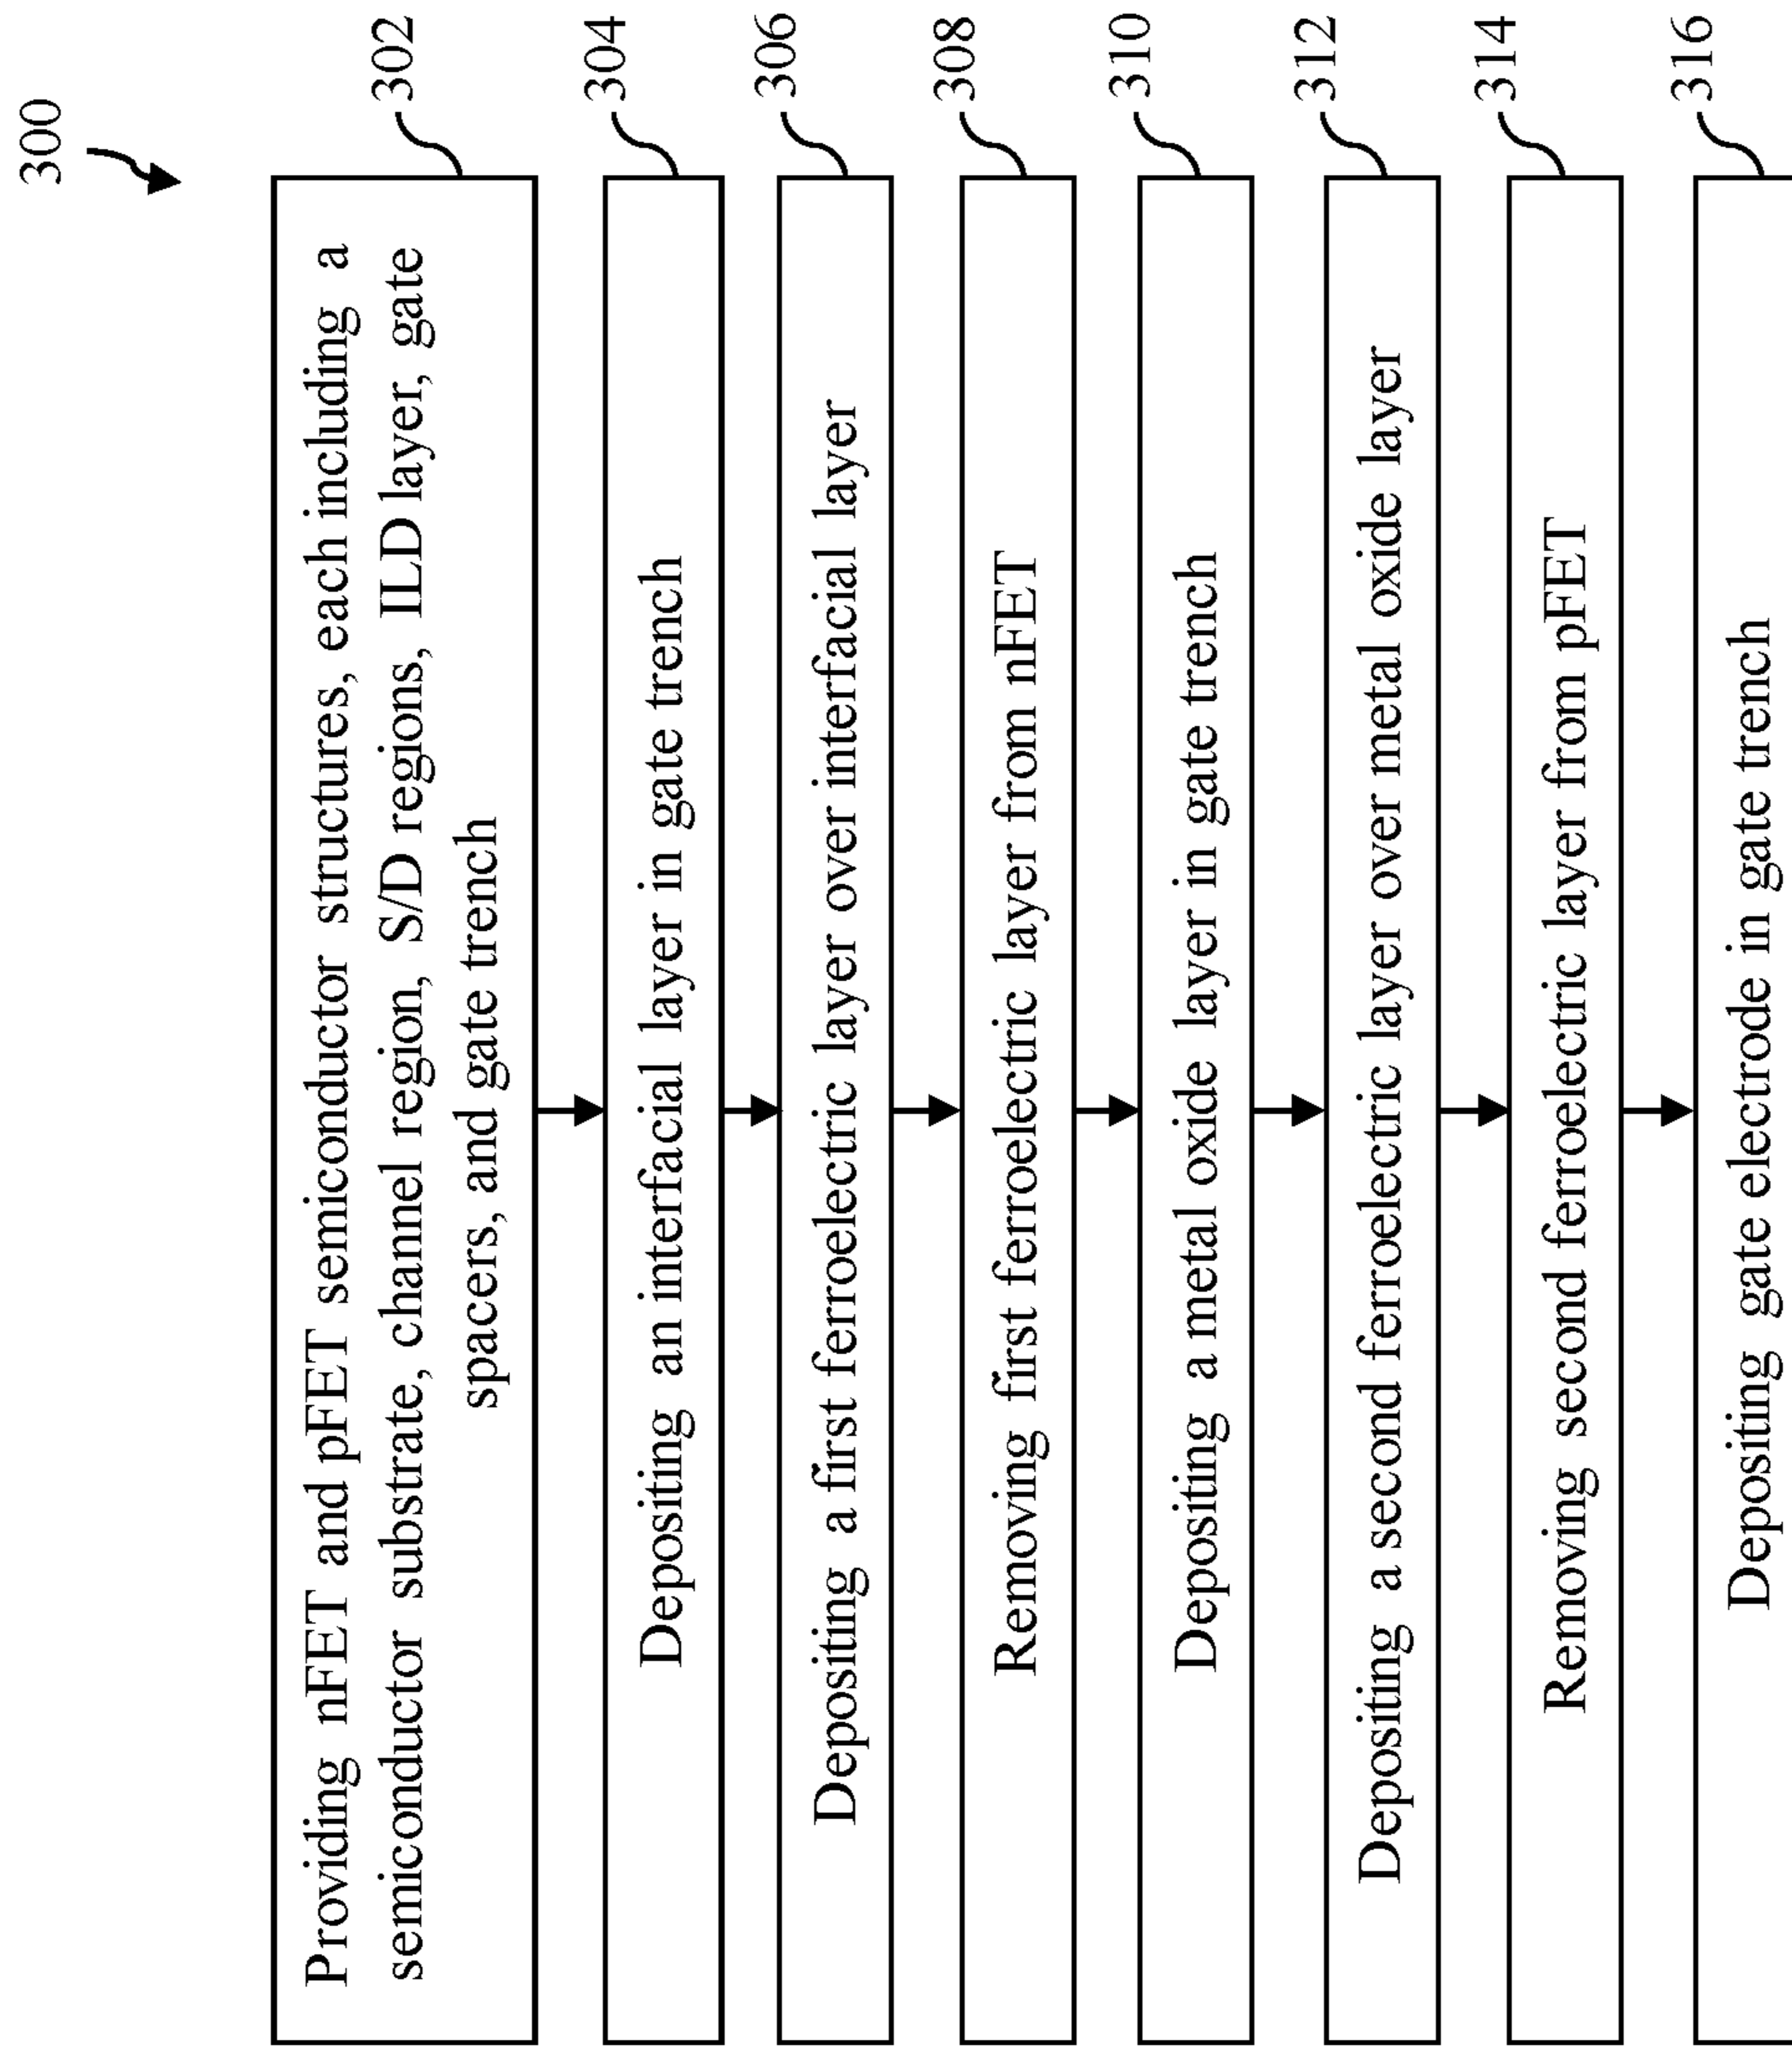 300
Providing nFET and pFET semiconductor structures, each including a
semiconductor substrate, channel region, S/D regions, ILD layer, gate
spacers, and gate trench
302
Depositing an interfacial layer in gate trench
304
Depositing a first ferroelectric layer over interfacial layer
306
Removing first ferroelectric layer from nFET
308
Depositing a metal oxide layer in gate trench
310
Depositing a second ferroelectric layer over metal oxide layer
312
Removing second ferroelectric layer from pFET
314
Depositing gate electrode in gate trench
316